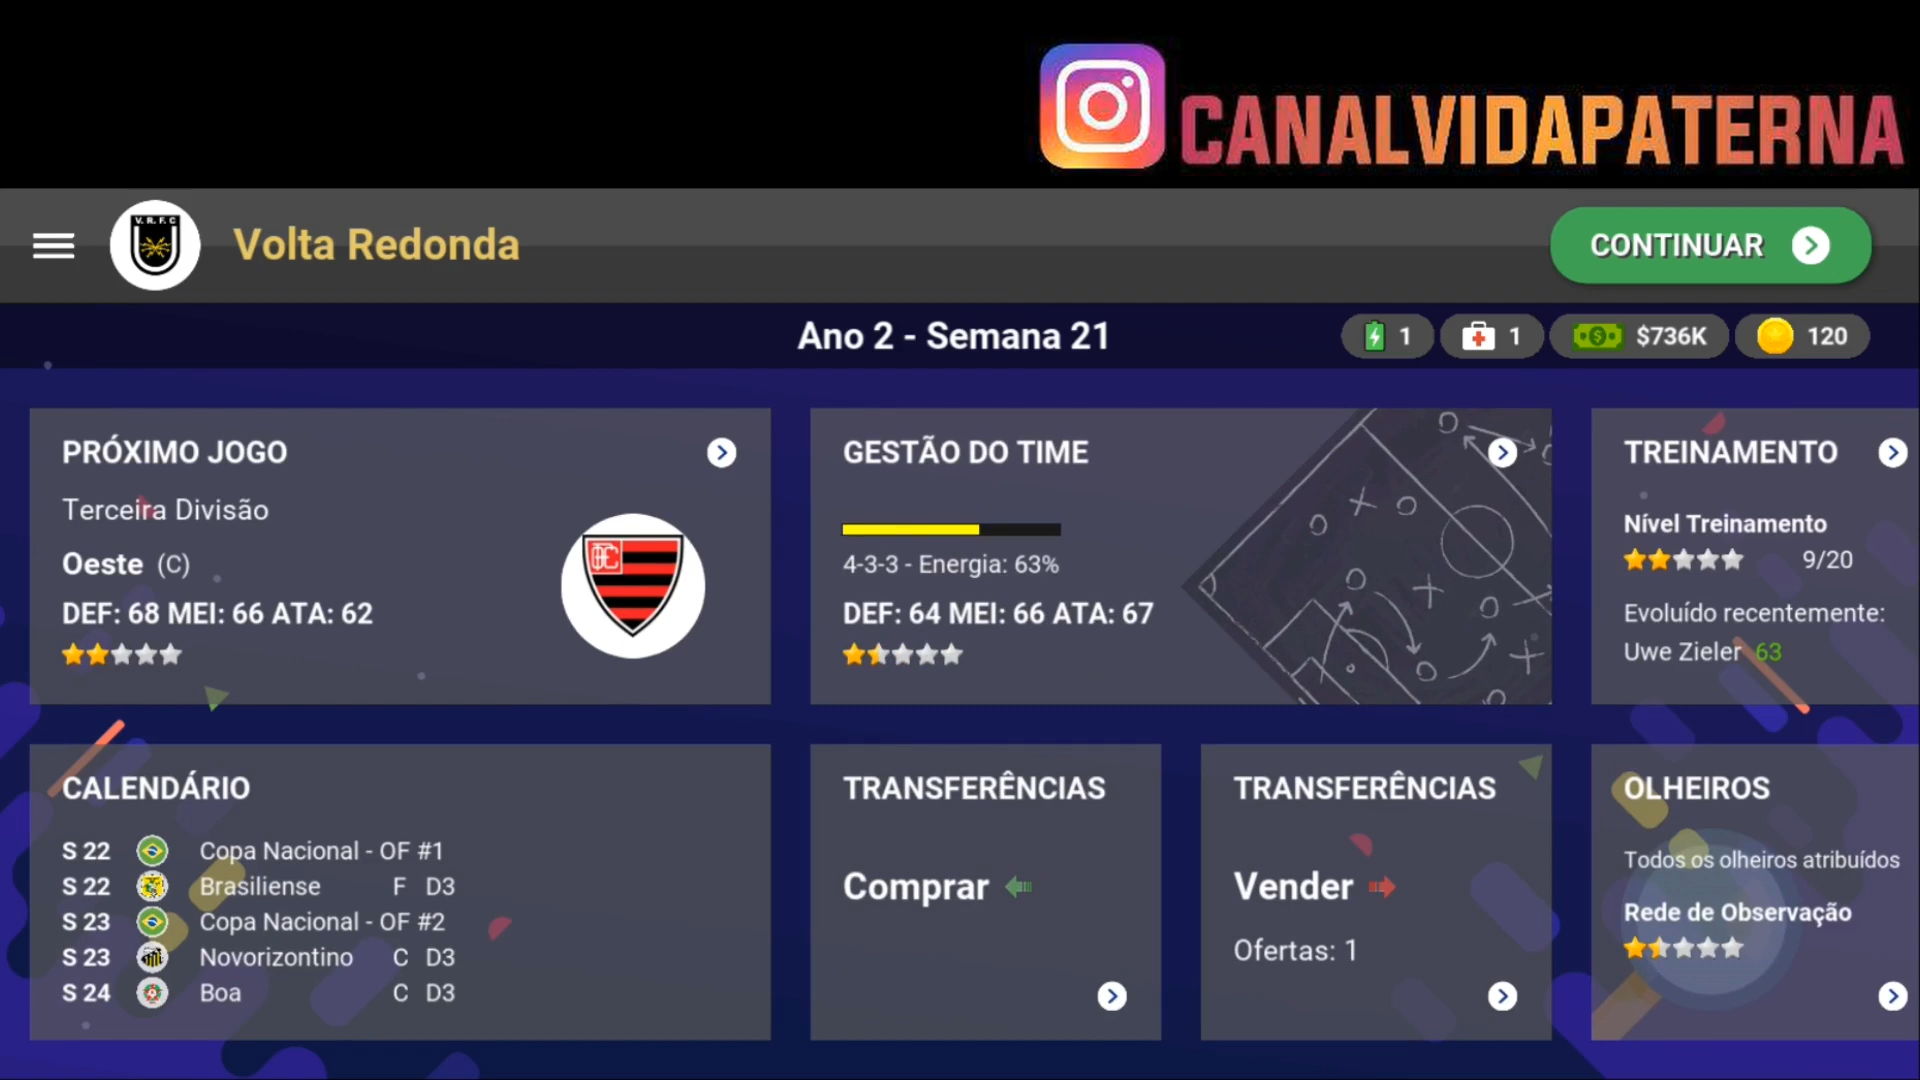 CANALVIDAPATERNA
V.R.F.C
Volta Redonda
CONTINUAR
Ano 2 - Semana 21
1
1
$736K
120
PRÓXIMO JOGO
Terceira Divisão
Oeste (C)
DEF: 68 MEI: 66 ATA: 62
GESTÃO DO TIME
4-3-3 - Energia: 63%
DEF: 64 MEI: 66 ATA: 67
TREINAMENTO
Nível Treinamento
9/20
Evoluído recentemente:
Uwe Zieler 63
CALENDÁRIO
S 22 Copa Nacional - OF #1
S 22 Brasiliense F D3
S 23 Copa Nacional - OF #2
S 23 Novorizontino C D3
S 24 Boa C D3
TRANSFERÊNCIAS
Comprar
TRANSFERÊNCIAS
Vender
Ofertas: 1
OLHEIROS
Todos os olheiros atribuídos
Rede de Observação